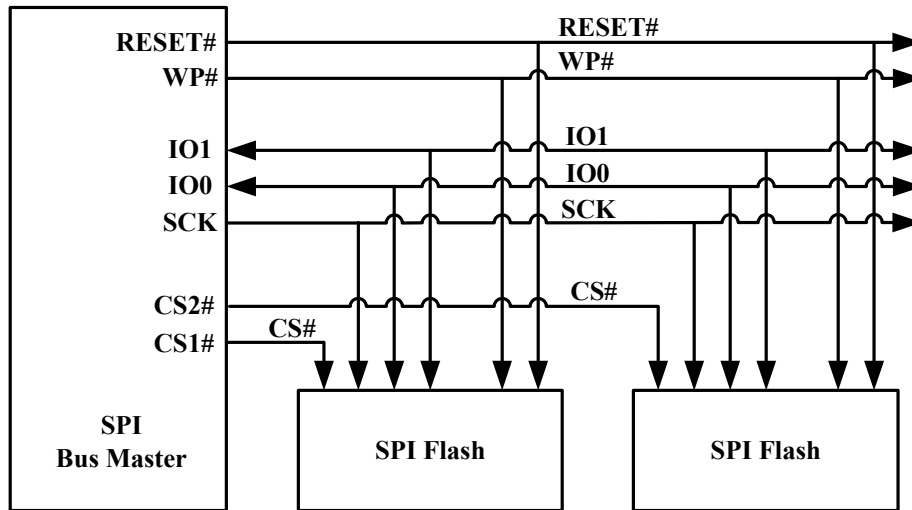 RESET#
RESET#
WP#
WP#
IO1
IO1
IO0
IO0
SCK
SCK
CS2#
CS#
CS1#
CS#
SPI
Bus Master
SPI Flash
SPI Flash